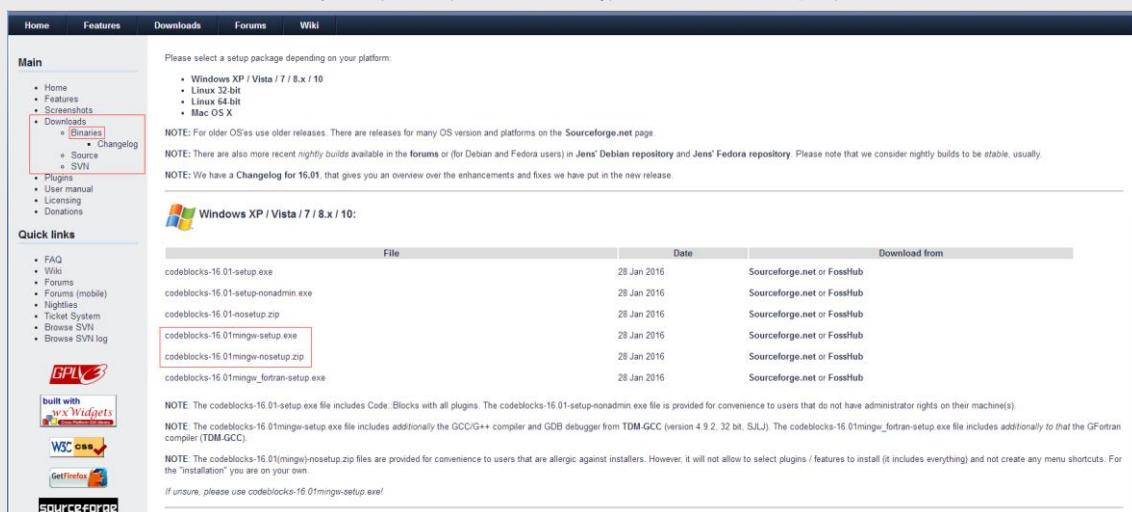 Home Features Downloads Forums Wiki
Main
Home
Features
Screenshots
Downloads
Binaries
Changelog
Source
SVN
Plugins
User manual
Licensing
Donations
Quick links
FAQ
Wiki
Forums
Forums (mobile)
Nightlies
Ticket System
Browse SVN
Browse SVN log
GPLv3
built with
wxWidgets
W3C css
GetFirefox
sourceforge
Please select a setup package depending on your platform:
Windows XP / Vista / 7 / 8.x / 10
Linux 32-bit
Linux 64-bit
Mac OS X
NOTE: For older OS'es use older releases. There are releases for many OS version and platforms on the Sourceforge.net page.
NOTE: There are also more recent nightly builds available in the forums or (for Debian and Fedora users) in Jens' Debian repository and Jens' Fedora repository. Please note that we consider nightly builds to be stable, usually.
NOTE: We have a Changelog for 16.01, that gives you an overview over the enhancements and fixes we have put in the new release.
Windows XP / Vista / 7 / 8.x / 10:
File Date Download from
codeblocks-16.01-setup.exe 28 Jan 2016 Sourceforge.net or FossHub
codeblocks-16.01-setup-nonadmin.exe 28 Jan 2016 Sourceforge.net or FossHub
codeblocks-16.01-nosetup.zip 28 Jan 2016 Sourceforge.net or FossHub
codeblocks-16.01mingw-setup.exe 28 Jan 2016 Sourceforge.net or FossHub
codeblocks-16.01mingw-nosetup.zip 28 Jan 2016 Sourceforge.net or FossHub
codeblocks-16.01mingw_fortran-setup.exe 28 Jan 2016 Sourceforge.net or FossHub
NOTE: The codeblocks-16.01-setup.exe file includes Code::Blocks with all plugins. The codeblocks-16.01-setup-nonadmin.exe file is provided for convenience to users that do not have administrator rights on their machine(s).
NOTE: The codeblocks-16.01mingw-setup.exe file includes additionally the GCC/G++ compiler and GDB debugger from TDM-GCC (version 4.9.2, 32 bit, SJLJ). The codeblocks-16.01mingw_fortran-setup.exe file includes additionally to that the GFortran
compiler (TDM-GCC).
NOTE: The codeblocks-16.01(mingw)-nosetup.zip files are provided for convenience to users that are allergic against installers. However, it will not allow to select plugins / features to install (it includes everything) and not create any menu shortcuts. For
the "installation" you are on your own.
If unsure, please use codeblocks-16.01mingw-setup.exe!